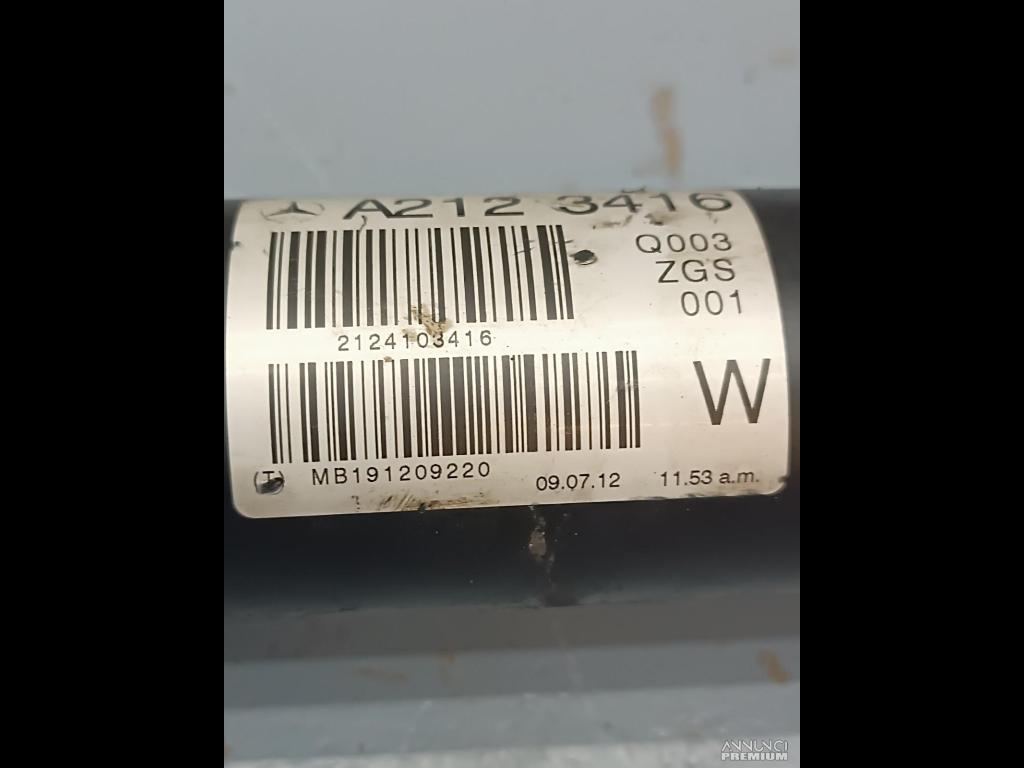 A212 3416
Q003
ZGS
001
2124103416
W
(T) MB191209220 09.07.12 11.53 a.m.
ANNUNCI
PREMIUM